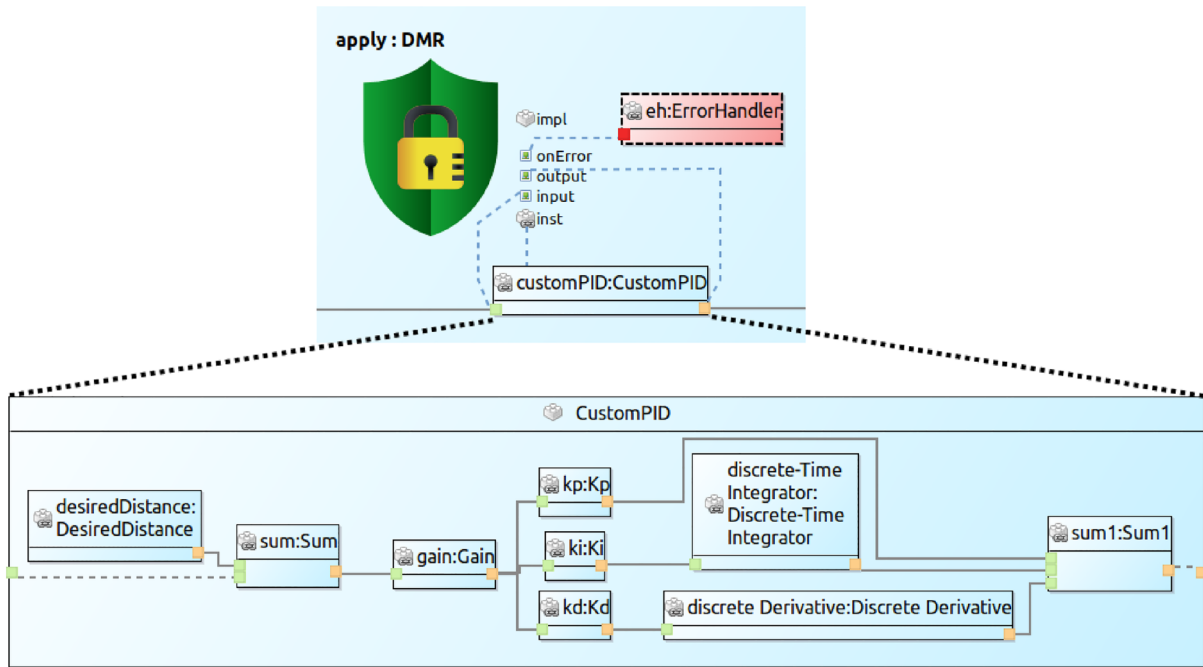 apply : DMR
impl
eh:ErrorHandler
onError
output
input
inst
customPID:CustomPID
CustomPID
desiredDistance:
DesiredDistance
sum:Sum
gain:Gain
kp:Kp
ki:Ki
kd:Kd
discrete-Time
Integrator:
Discrete-Time
Integrator
discrete Derivative:Discrete Derivative
sum1:Sum1